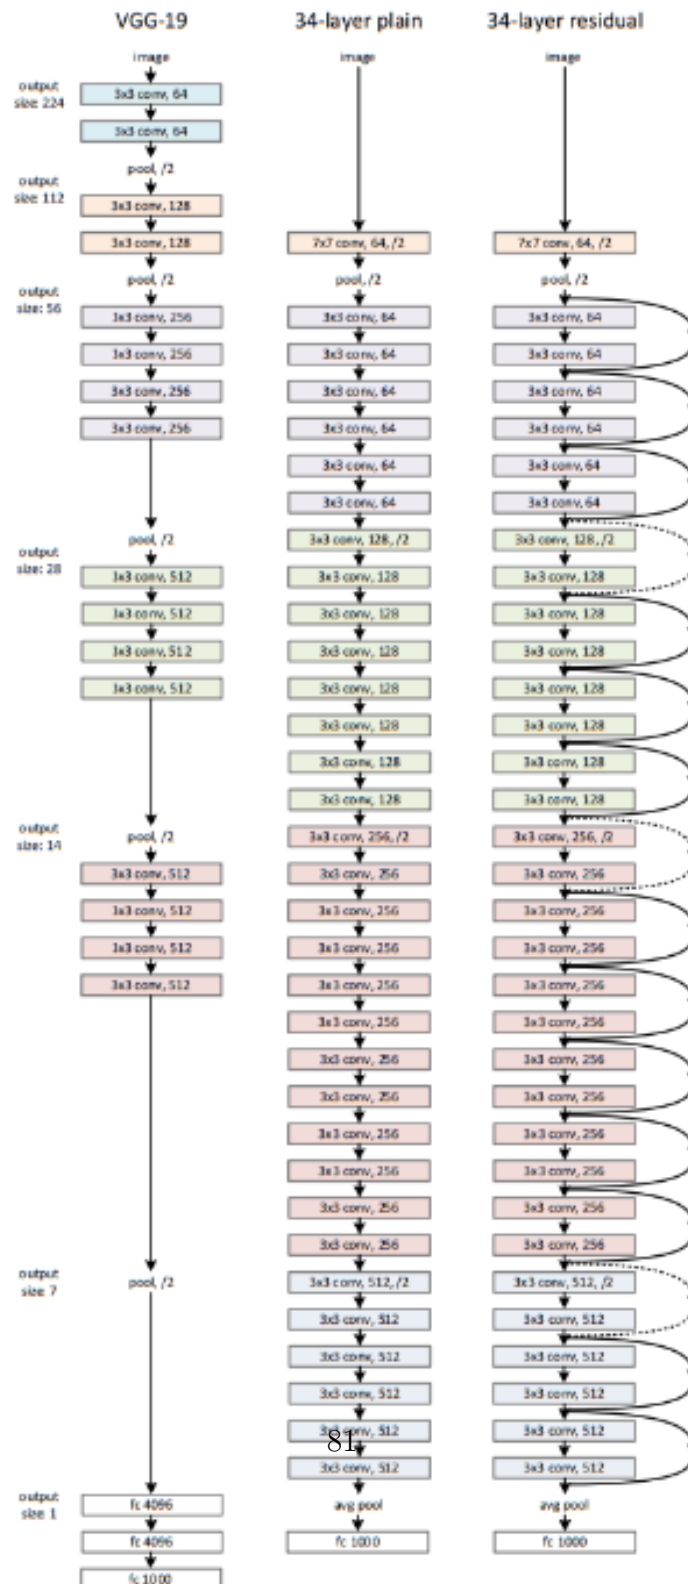 VGG-19
output
size: 224
output
size: 112
output
size: 56
output
size: 28
output
size: 14
output
size: 7
output
size: 1
image
3x3 conv, 64
3x3 conv, 64
pool, /2
3x3 conv, 128
3x3 conv, 128
pool, /2
3x3 conv, 256
3x3 conv, 256
3x3 conv, 256
3x3 conv, 256
pool, /2
3x3 conv, 512
3x3 conv, 512
3x3 conv, 512
3x3 conv, 512
pool, /2
3x3 conv, 512
3x3 conv, 512
3x3 conv, 512
3x3 conv, 512
pool, /2
fc 4096
fc 4096
fc 1000
34-layer plain
image
7x7 conv, 64, /2
pool, /2
3x3 conv, 64
3x3 conv, 64
3x3 conv, 64
3x3 conv, 64
3x3 conv, 64
3x3 conv, 64
3x3 conv, 128, /2
3x3 conv, 128
3x3 conv, 128
3x3 conv, 128
3x3 conv, 128
3x3 conv, 128
3x3 conv, 128
3x3 conv, 128
3x3 conv, 256, /2
3x3 conv, 256
3x3 conv, 256
3x3 conv, 256
3x3 conv, 256
3x3 conv, 256
3x3 conv, 256
3x3 conv, 256
3x3 conv, 256
3x3 conv, 256
3x3 conv, 256
3x3 conv, 256
3x3 conv, 512, /2
3x3 conv, 512
3x3 conv, 512
3x3 conv, 512
3x3 conv, 512
3x3 conv, 512
avg pool
fc 1000
34-layer residual
image
7x7 conv, 64, /2
pool, /2
3x3 conv, 64
3x3 conv, 64
3x3 conv, 64
3x3 conv, 64
3x3 conv, 64
3x3 conv, 64
3x3 conv, 128, /2
3x3 conv, 128
3x3 conv, 128
3x3 conv, 128
3x3 conv, 128
3x3 conv, 128
3x3 conv, 128
3x3 conv, 128
3x3 conv, 256, /2
3x3 conv, 256
3x3 conv, 256
3x3 conv, 256
3x3 conv, 256
3x3 conv, 256
3x3 conv, 256
3x3 conv, 256
3x3 conv, 256
3x3 conv, 256
3x3 conv, 256
3x3 conv, 256
3x3 conv, 512, /2
3x3 conv, 512
3x3 conv, 512
3x3 conv, 512
3x3 conv, 512
3x3 conv, 512
avg pool
fc 1000
81